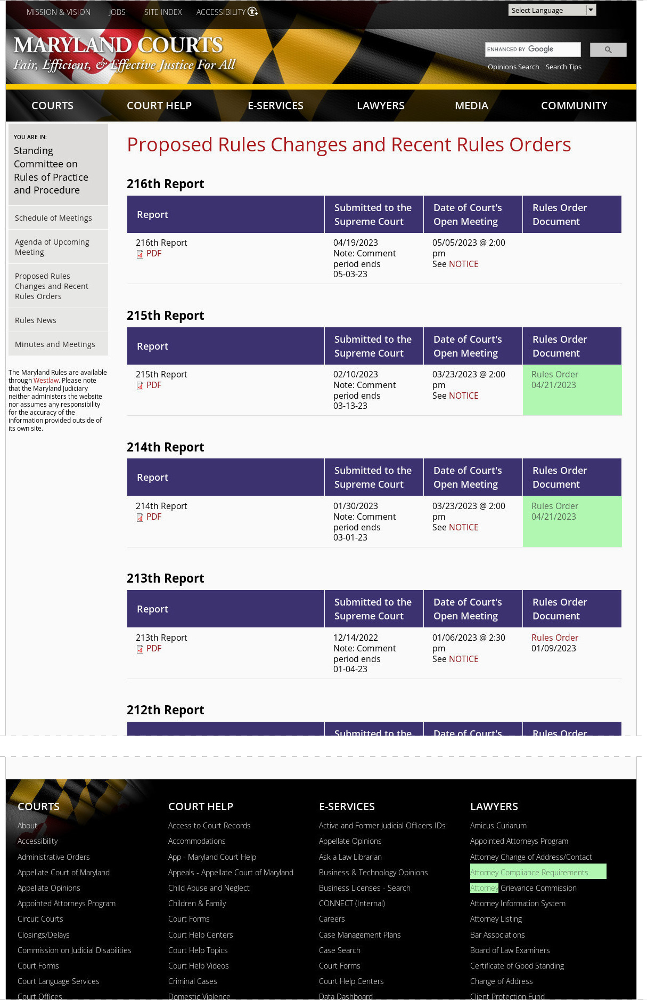 MISSION & VISION JOBS SITE INDEX ACCESSIBILITY
Select Language
MARYLAND COURTS
Fair, Efficient, & Effective Justice For All
ENHANCED BY Google
Opinions Search Search Tips
COURTS COURT HELP E-SERVICES LAWYERS MEDIA COMMUNITY
YOU ARE IN:
Standing
Committee on
Rules of Practice
and Procedure
Schedule of Meetings
Agenda of Upcoming
Meeting
Proposed Rules
Changes and Recent
Rules Orders
Rules News
Minutes and Meetings
The Maryland Rules are available
through Westlaw. Please note
that the Maryland Judiciary
neither administers the website
nor assumes any responsibility
for the accuracy of the
information provided outside of
its own site.
Proposed Rules Changes and Recent Rules Orders
216th Report
Report
Submitted to the
Supreme Court
Date of Court's
Open Meeting
Rules Order
Document
216th Report
PDF
04/19/2023
Note: Comment
period ends
05-03-23
05/05/2023 @ 2:00
pm
See NOTICE
215th Report
Report
Submitted to the
Supreme Court
Date of Court's
Open Meeting
Rules Order
Document
215th Report
PDF
02/10/2023
Note: Comment
period ends
03-13-23
03/23/2023 @ 2:00
pm
See NOTICE
Rules Order
04/21/2023
214th Report
Report
Submitted to the
Supreme Court
Date of Court's
Open Meeting
Rules Order
Document
214th Report
PDF
01/30/2023
Note: Comment
period ends
03-01-23
03/23/2023 @ 2:00
pm
See NOTICE
Rules Order
04/21/2023
213th Report
Report
Submitted to the
Supreme Court
Date of Court's
Open Meeting
Rules Order
Document
213th Report
PDF
12/14/2022
Note: Comment
period ends
01-04-23
01/06/2023 @ 2:30
pm
See NOTICE
Rules Order
01/09/2023
212th Report
Submitted to the
Date of Court's
Rules Order
COURTS
About
Accessibility
Administrative Orders
Appellate Court of Maryland
Appellate Opinions
Appointed Attorneys Program
Circuit Courts
Closings/Delays
Commission on Judicial Disabilities
Court Forms
Court Language Services
Court Offices
COURT HELP
Access to Court Records
Accommodations
App - Maryland Court Help
Appeals - Appellate Court of Maryland
Child Abuse and Neglect
Children & Family
Court Forms
Court Help Centers
Court Help Topics
Court Help Videos
Criminal Cases
Domestic Violence
E-SERVICES
Active and Former Judicial Officers IDs
Appellate Opinions
Ask a Law Librarian
Business & Technology Opinions
Business Licenses - Search
CONNECT (Internal)
Careers
Case Management Plans
Case Search
Court Forms
Court Help Centers
Data Dashboard
LAWYERS
Amicus Curiarum
Appointed Attorneys Program
Attorney Change of Address/Contact
Attorney Compliance Requirements
Attorney Grievance Commission
Attorney Information System
Attorney Listing
Bar Associations
Board of Law Examiners
Certificate of Good Standing
Change of Address
Client Protection Fund